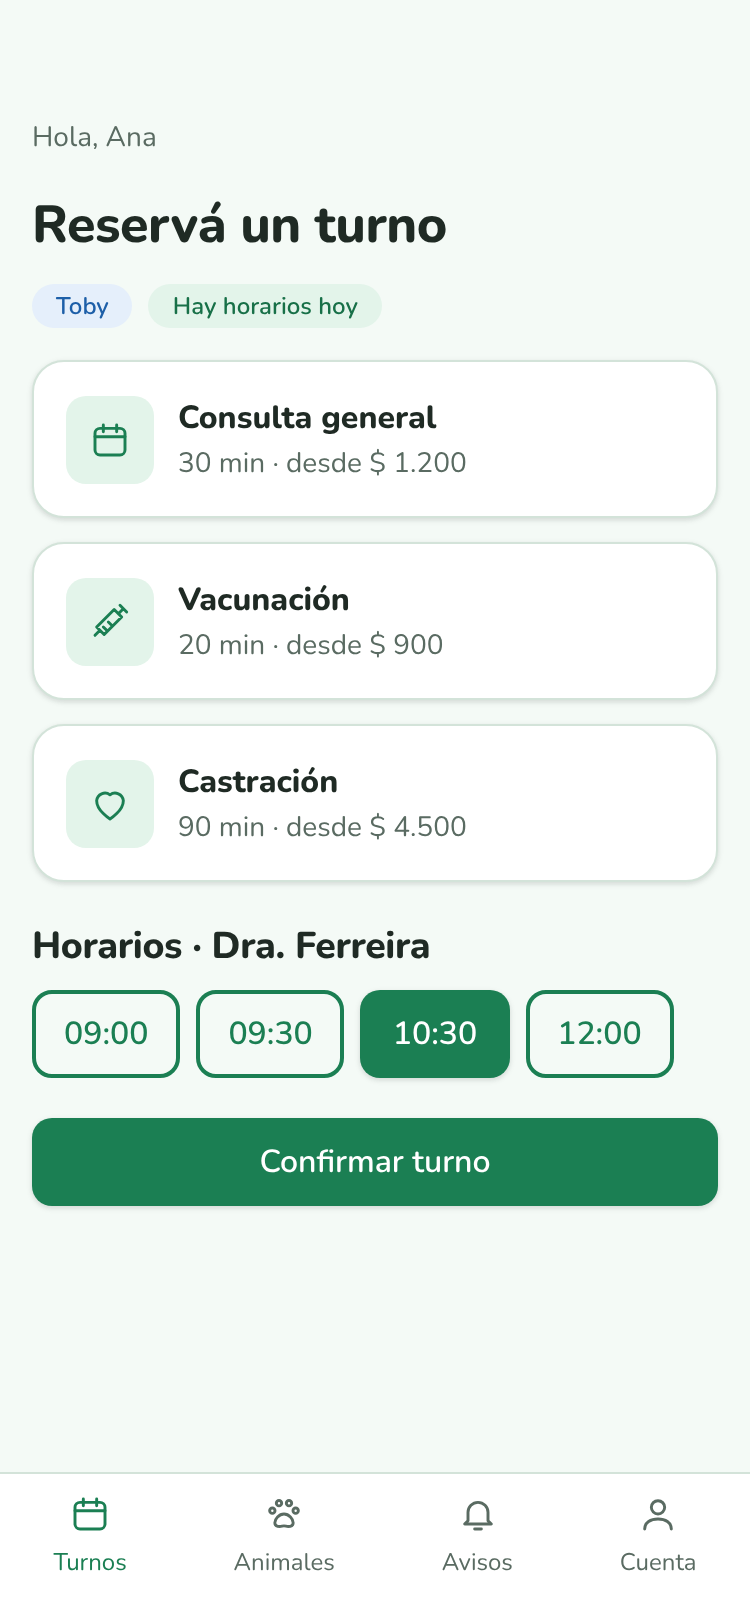 Hola, Ana
Reservá un turno
Toby
Hay horarios hoy
Consulta general
30 min · desde $ 1.200
Vacunación
20 min · desde $ 900
Castración
90 min · desde $ 4.500
Horarios · Dra. Ferreira
09:00 09:30 10:30 12:00
Confirmar turno
Turnos Animales Avisos Cuenta